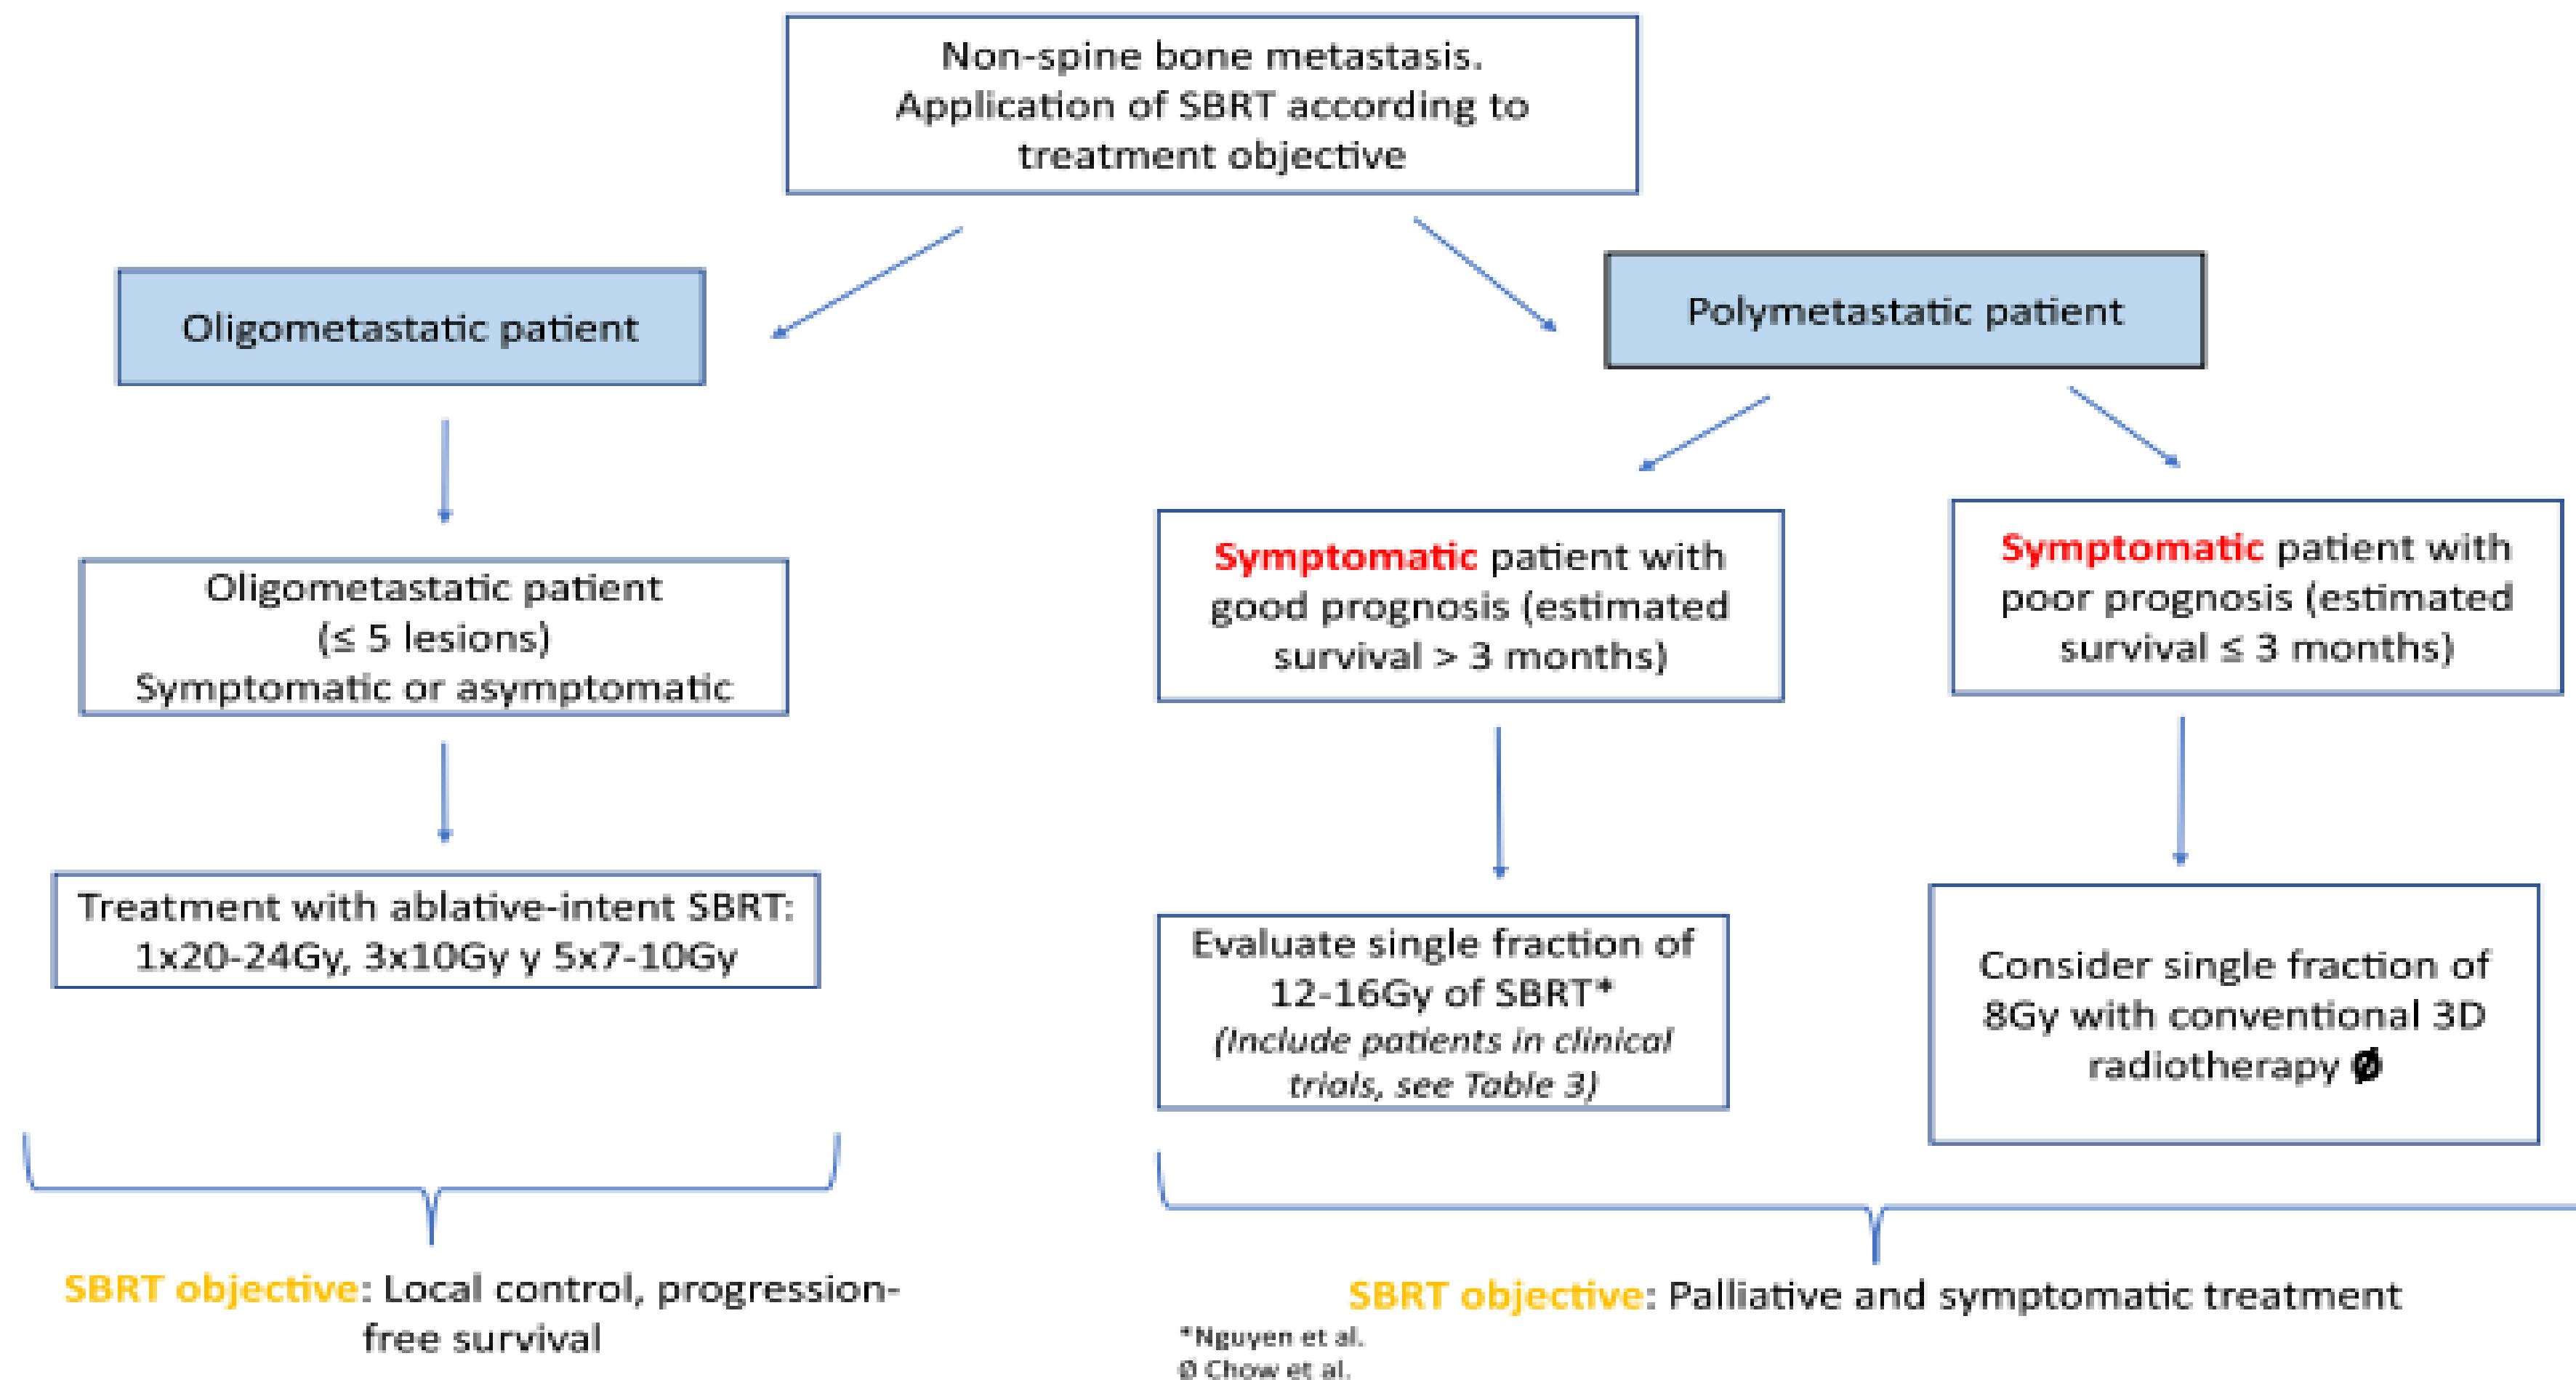 Non-spine bone metastasis.
Application of SBRT according to
treatment objective
Oligometastatic patient
Polymetastatic patient
Oligometastatic patient
(≤ 5 lesions)
Symptomatic or asymptomatic
Symptomatic patient with
good prognosis (estimated
survival > 3 months)
Symptomatic patient with
poor prognosis (estimated
survival ≤ 3 months)
Treatment with ablative-intent SBRT:
1x20-24Gy, 3x10Gy y 5x7-10Gy
Evaluate single fraction of
12-16Gy of SBRT*
(Include patients in clinical
trials, see Table 3)
Consider single fraction of
8Gy with conventional 3D
radiotherapy Ø
SBRT objective: Local control, progression-
free survival
SBRT objective: Palliative and symptomatic treatment
*Nguyen et al.
Ø Chow et al.